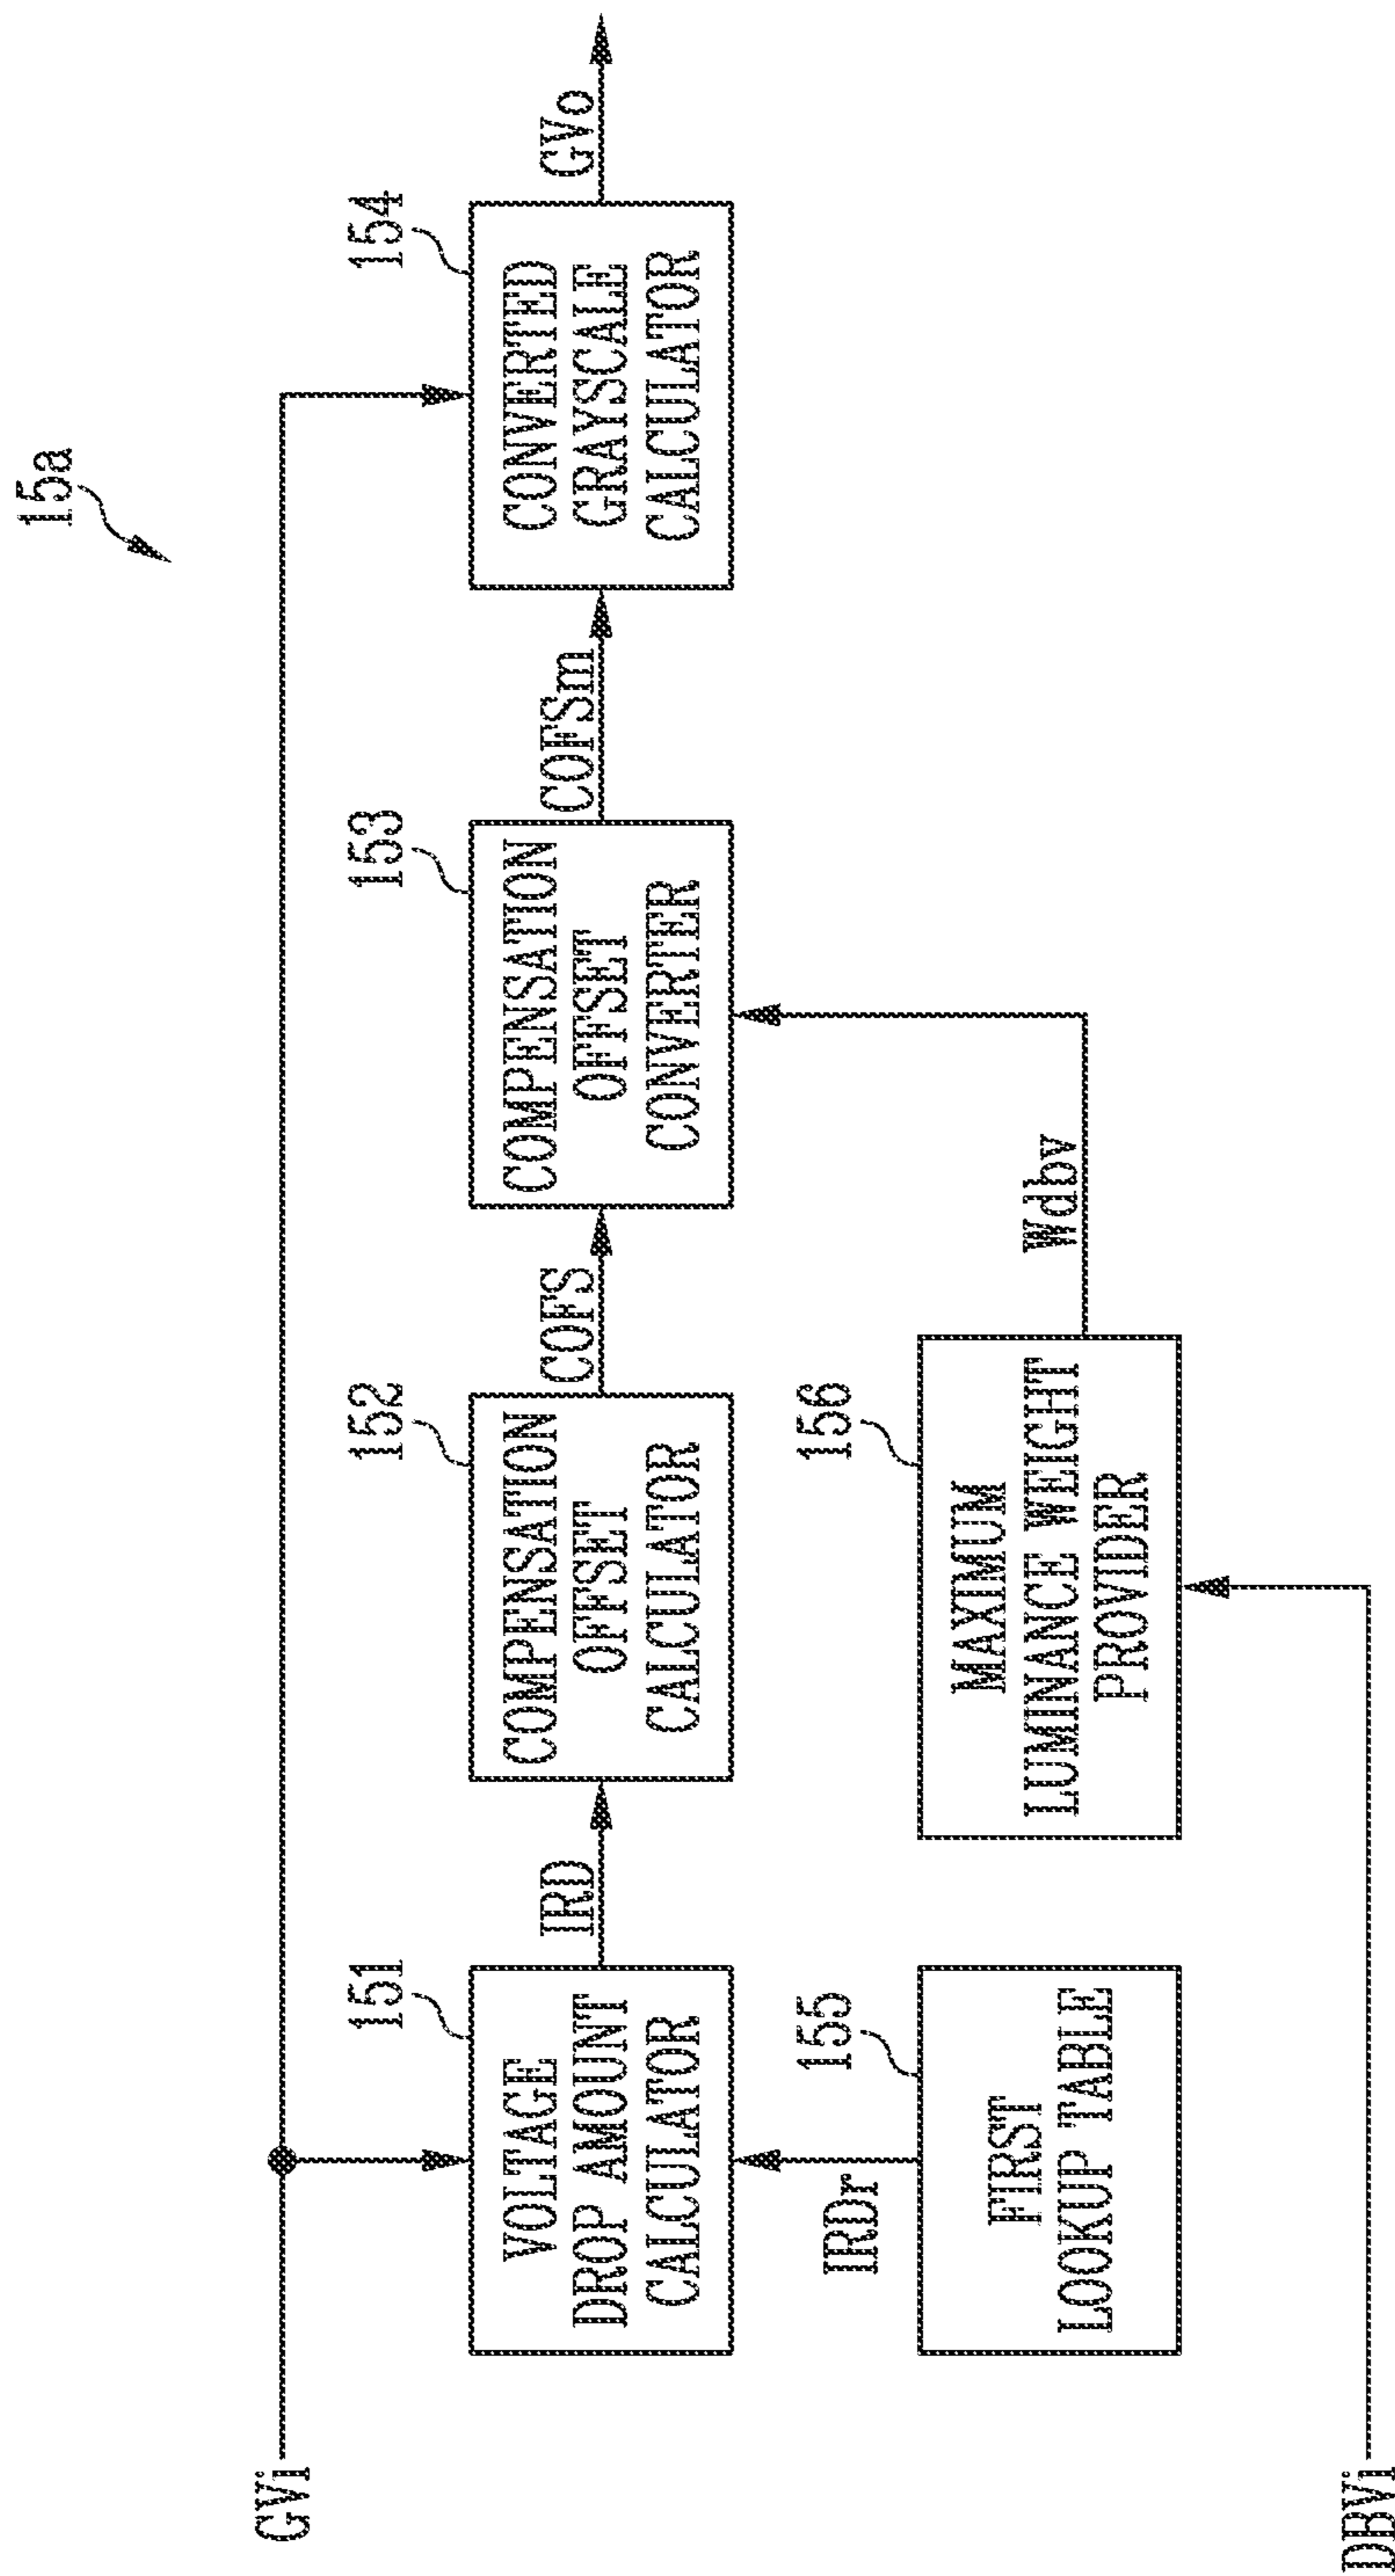 15a
GVi
151
VOLTAGE
DROP AMOUNT
CALCULATOR
IRD
152
COMPENSATION
OFFSET
CALCULATOR
COFS
153
COMPENSATION
OFFSET
CONVERTER
COFSm
154
CONVERTED
GRAYSCALE
CALCULATOR
GVo
IRDr
155
FIRST
LOOKUP TABLE
156
MAXIMUM
LUMINANCE WEIGHT
PROVIDER
Wdbv
DBVi